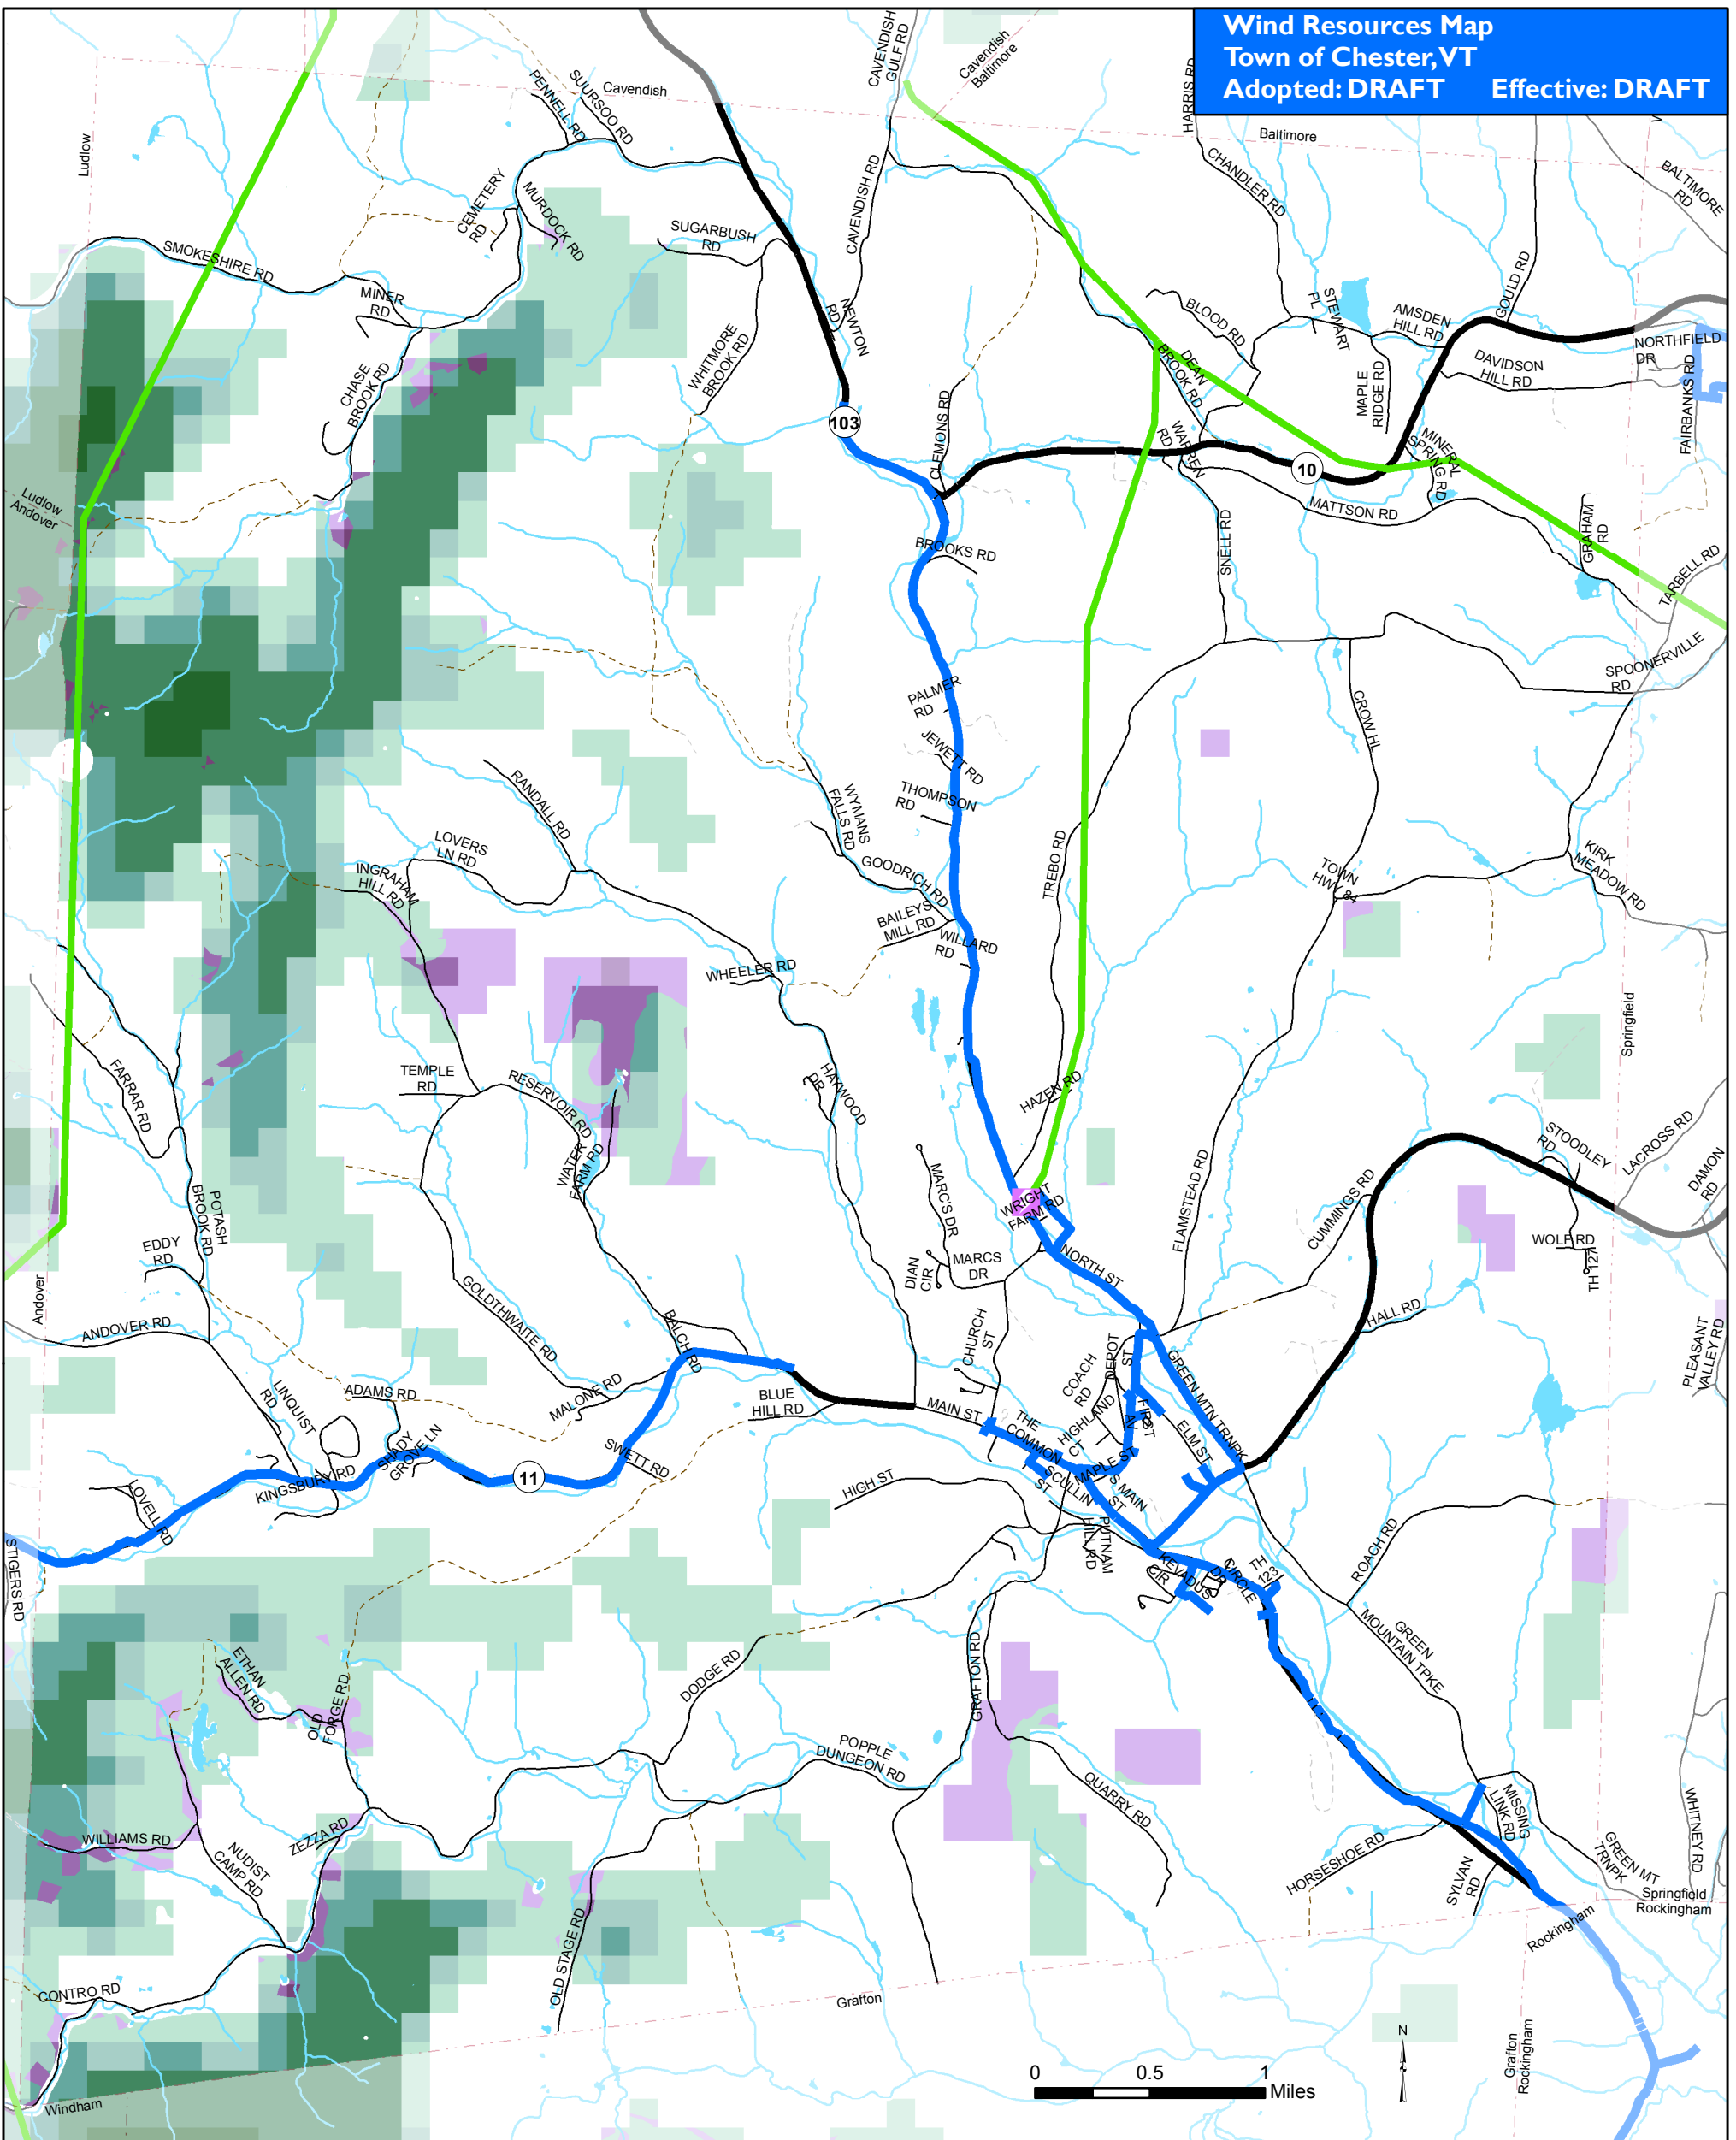 Wind Resources Map
Town of Chester, VT
Adopted: DRAFT Effective: DRAFT
CAVENDISH
GULF RD
Cavendish
Baltimore
HARRIS RD
PENNELL RD
SUURSOO RD
Cavendish
Ludlow
Baltimore
CHANDLER RD
BALTIMORE
RD
CEMETERY
RD
MURDOCK RD
SUGARBUSH
RD
CAVENDISH RD
SMOKESHIRE RD
MINER
RD
NEWTON
RD
WHITMORE
BROOK RD
BLOOD RD
STEWART
PL
AMSDEN
HILL RD
GOULD RD
NORTHFIELD
DR
DAVIDSON
HILL RD
FAIRBANKS RD
CHASE
BROOK RD
DEAN
BROOK RD
MAPLE
RIDGE RD
103
CLEMONS RD
WARREN
RD
10
MINERAL
SPRING RD
MATTSON RD
Ludlow
Andover
BROOKS RD
SNELL RD
GRAHAM
RD
TARBELL RD
SPOONERVILLE
RD
PALMER
RD
CROW HL
JEWETT RD
RANDALL RD
THOMPSON
RD
WYMANS
FALLS RD
LOVERS
LN RD
TREBO RD
KIRK
MEADOW RD
INGRAHAM
HILL RD
GOODRICH RD
TOWN
HWY 84
BAILEYS
MILL RD
WILLARD
RD
WHEELER RD
Springfield
FARRAR RD
TEMPLE
RD
RESERVOIR RD
HAYWOOD
DR
HAZEN RD
WATER
FARM RD
MARC'S DR
FLAMSTEAD RD
CUMMINGS RD
STOODLEY
RD
LACROSS RD
DAMON
RD
POTASH
BROOK RD
WRIGHT
FARM RD
EDDY
RD
MARCS
DR
DIAN
CIR
NORTH ST
WOLF RD
TH 127
Andover
ANDOVER RD
GOLDTHWAITE RD
BALCH RD
CHURCH
ST
HALL RD
PLEASANT
VALLEY RD
DEPOT
ST
COACH
RD
GREEN MTN TRNPK
LINQUIST
RD
ADAMS RD
MALONE RD
BLUE
HILL RD
MAIN ST
THE
COMMON
HIGHLAND
CT
FIRST
AV
ELM ST
SHADY
GROVE LN
SWETT RD
KINGSBURY RD
11
MAPLE ST
SCULLIN
ST
S MAIN
ST
HIGH ST
LOVELL RD
PUTNAM
HILL RD
ROACH RD
STIGERS RD
KEVADUS
CIR
CIRCLE
DR
TH
123
ETHAN
ALLEN RD
OLD
FORGE RD
DODGE RD
GRAFTON RD
GREEN
MOUNTAIN TPKE
POPPLE
DUNGEON RD
QUARRY RD
MISSING
LINK RD
WHITNEY RD
WILLIAMS RD
ZEZZA RD
NUDIST
CAMP RD
HORSESHOE RD
SYLVAN
RD
GREEN MT
TRNPK
Springfield
Rockingham
Rockingham
OLD STAGE RD
CONTRO RD
Grafton
Windham
0 0.5 1
Miles
N
Grafton
Rockingham